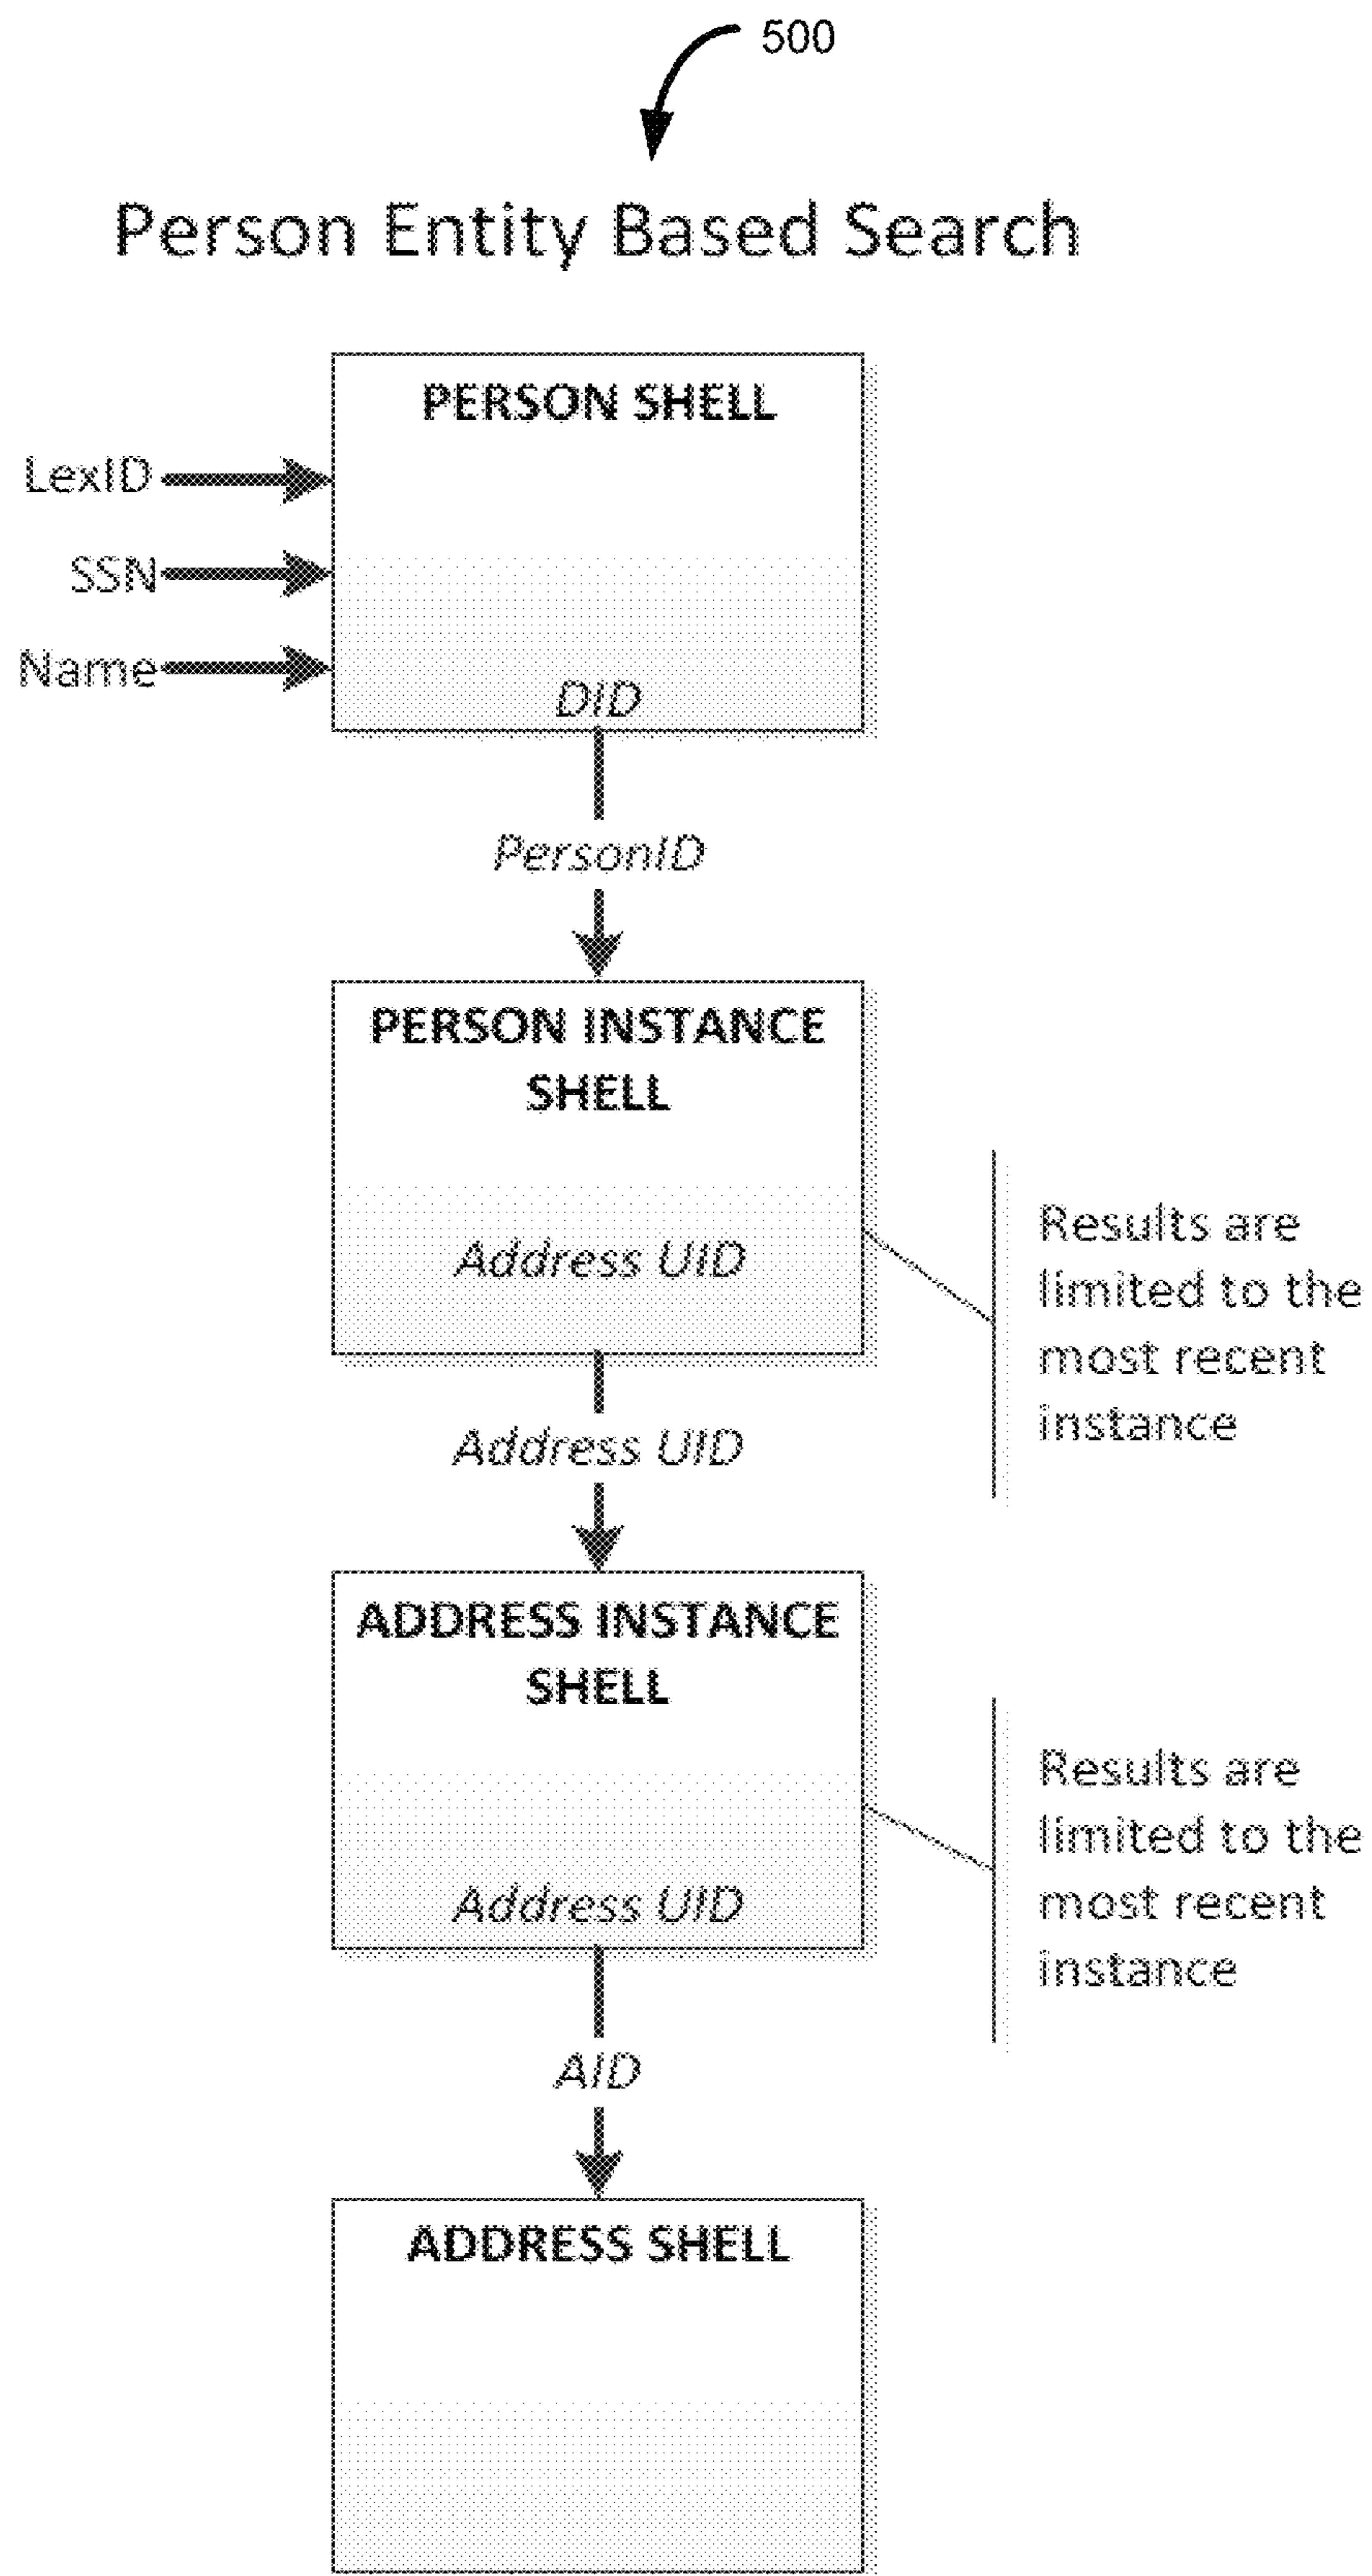 500
Person Entity Based Search
PERSON SHELL
LexID
SSN
Name
DID
PersonID
PERSON INSTANCE
SHELL
Address UID
Results are
limited to the
most recent
instance
Address UID
ADDRESS INSTANCE
SHELL
Address UID
Results are
limited to the
most recent
instance
AID
ADDRESS SHELL